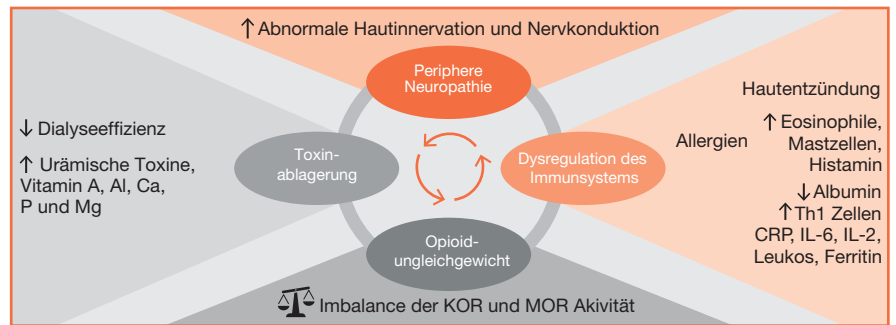 ↑ Abnormale Hautinnervation und Nervkonduktion
Periphere
Neuropathie
↓ Dialyseeffizienz
↑ Urämische Toxine,
Vitamin A, Al, Ca,
P und Mg
Toxin-
ablagerung
Dysregulation des
Immunsystems
Hautentzündung
Allergien
↑ Eosinophile,
Mastzellen,
Histamin
↓ Albumin
↑ Th1 Zellen
CRP, IL-6, IL-2,
Leukos, Ferritin
Opioid-
ungleichgewicht
Imbalance der KOR und MOR Akivität